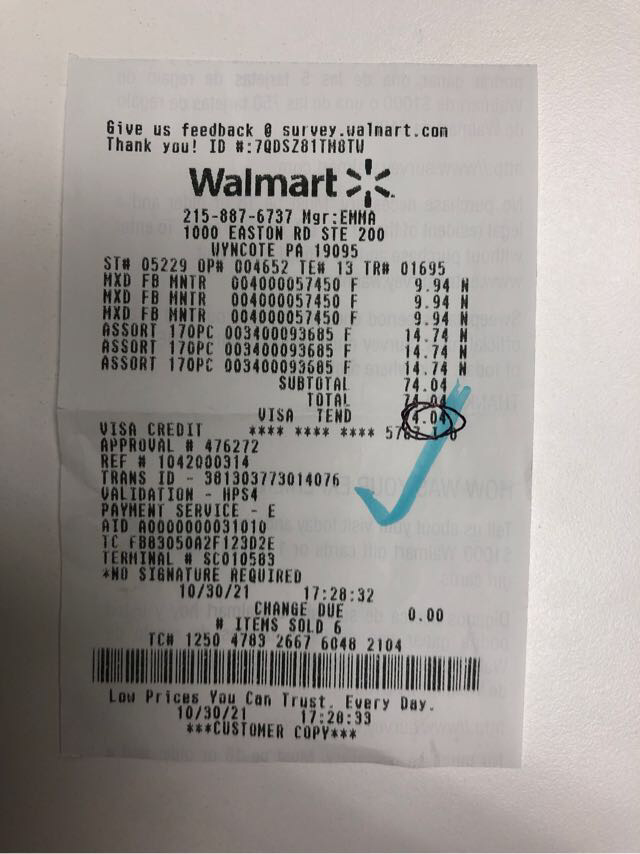 Give us feedback @ survey.walmart.com
Thank you! ID #:7QDSZ81TM8TW
Walmart
215-887-6737 Mgr:EMMA
1000 EASTON RD STE 200
WYNCOTE PA 19095
ST# 05229 OP# 004652 TE# 13 TR# 01695
MXD FB MNTR 004000057450 F 9.94 N
MXD FB MNTR 004000057450 F 9.94 N
MXD FB MNTR 004000057450 F 9.94 N
ASSORT 170PC 003400093685 F 14.74 N
ASSORT 170PC 003400093685 F 14.74 N
ASSORT 170PC 003400093685 F 14.74 N
SUBTOTAL 74.04
TOTAL 74.04
VISA TEND 74.04
VISA CREDIT **** **** ****
APPROVAL # 476272
REF # 1042000314
TRANS ID - 381303773014076
VALIDATION - HPS4
PAYMENT SERVICE - E
AID A0000000031010
TC FB83050A2F123D2E
TERMINAL # SC010583
*NO SIGNATURE REQUIRED
10/30/21 17:28:32
CHANGE DUE 0.00
# ITEMS SOLD 6
TC# 1250 4783 2667 6048 2104
Low Prices You Can Trust. Every Day.
10/30/21 17:28:33
***CUSTOMER COPY***